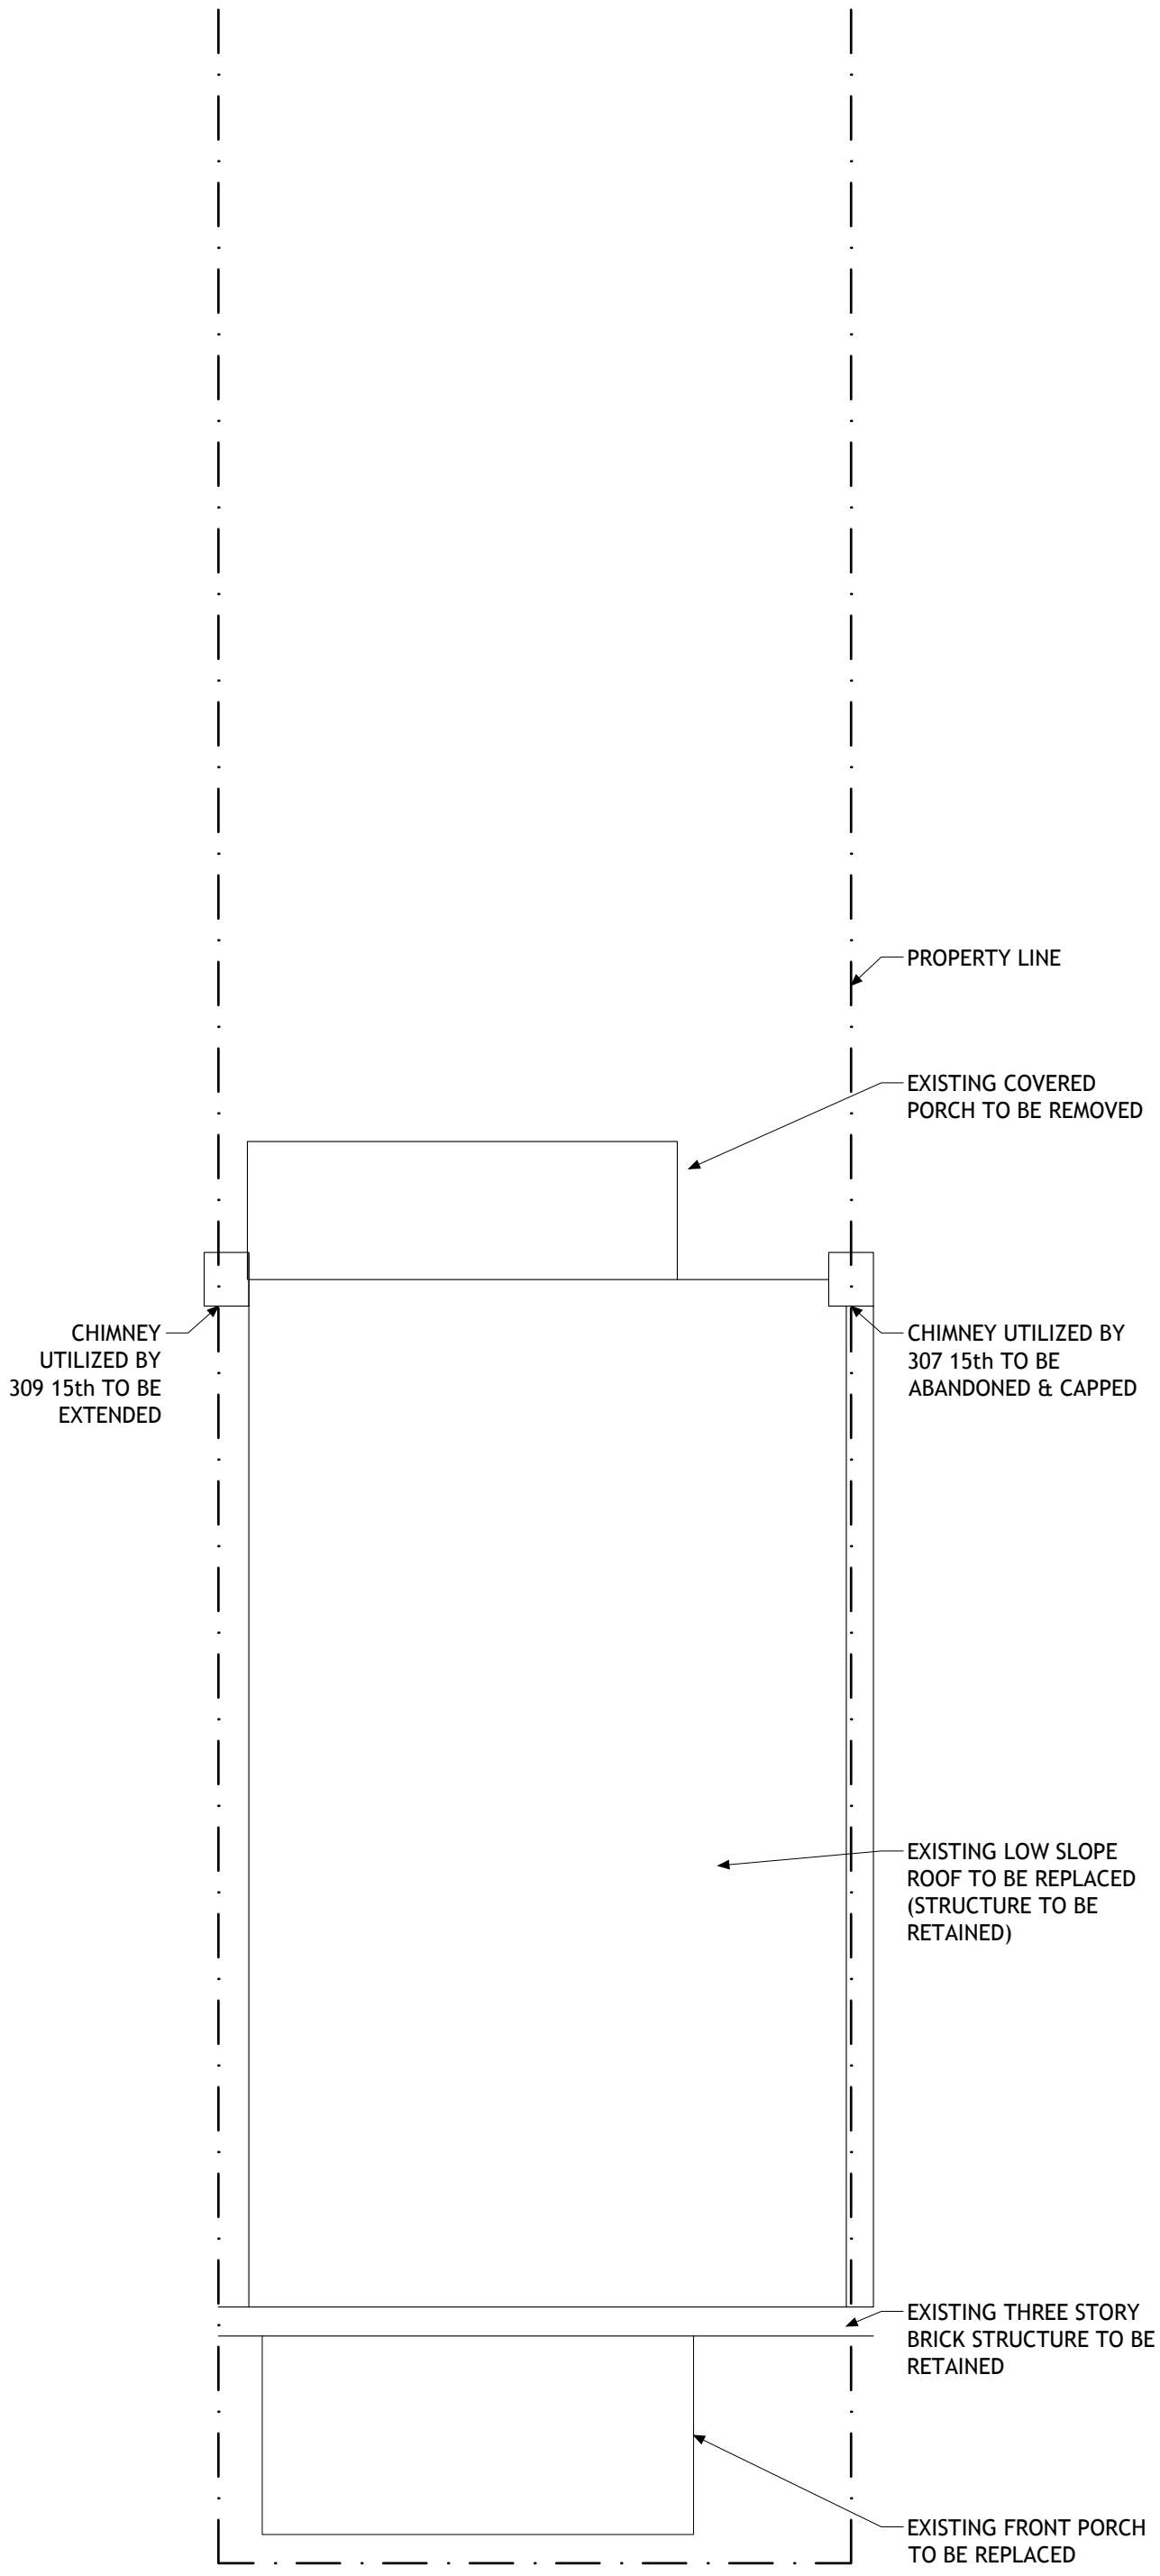 PROPERTY LINE
EXISTING COVERED
PORCH TO BE REMOVED
CHIMNEY
UTILIZED BY
309 15th TO BE
EXTENDED
CHIMNEY UTILIZED BY
307 15th TO BE
ABANDONED & CAPPED
EXISTING LOW SLOPE
ROOF TO BE REPLACED
(STRUCTURE TO BE
RETAINED)
EXISTING THREE STORY
BRICK STRUCTURE TO BE
RETAINED
EXISTING FRONT PORCH
TO BE REPLACED